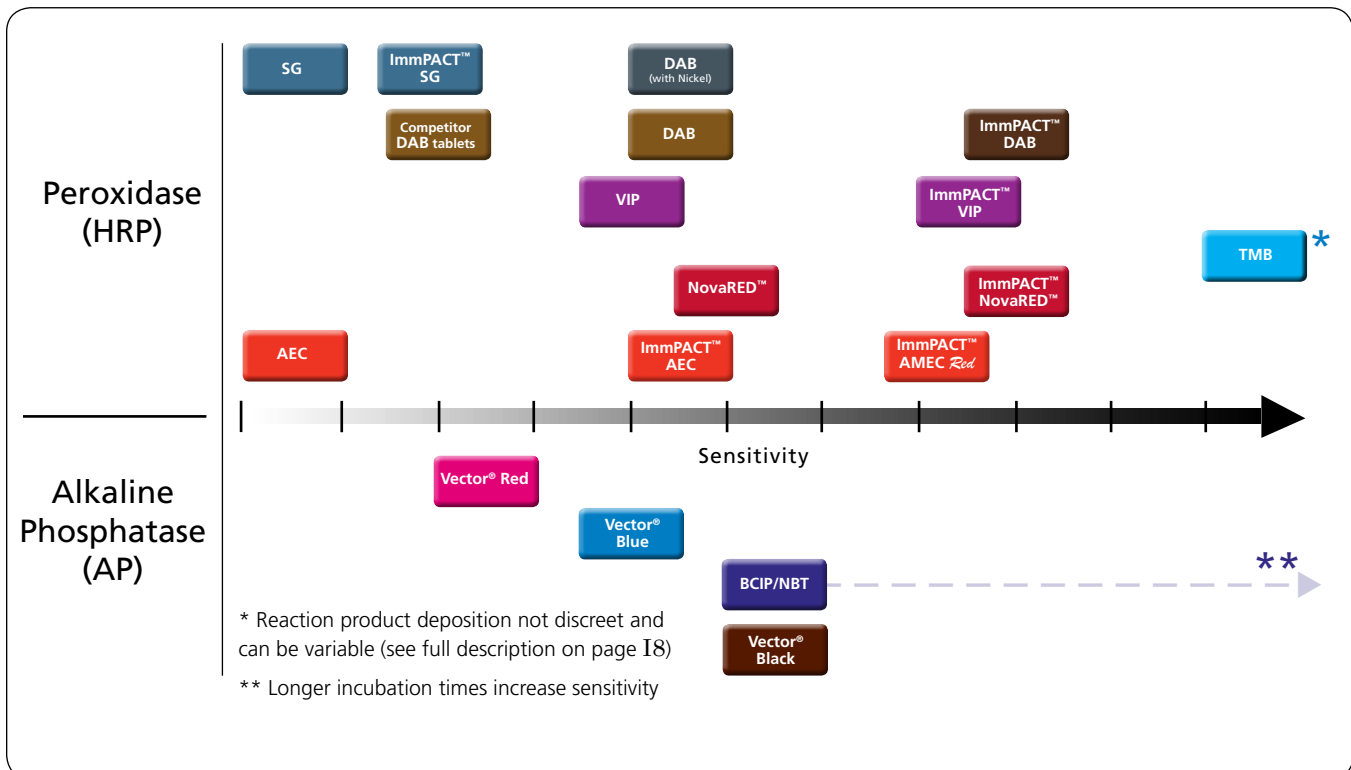 SG
ImmPACT™
SG
DAB
(with Nickel)
Competitor
DAB tablets
DAB
ImmPACT™
DAB
Peroxidase
(HRP)
VIP
ImmPACT™
VIP
TMB
*
NovaRED™
ImmPACT™
NovaRED™
AEC
ImmPACT™
AEC
ImmPACT™
AMEC Red
Sensitivity
Alkaline
Phosphatase
(AP)
Vector® Red
Vector®
Blue
BCIP/NBT
**
Vector®
Black
* Reaction product deposition not discreet and
can be variable (see full description on page 18)
** Longer incubation times increase sensitivity